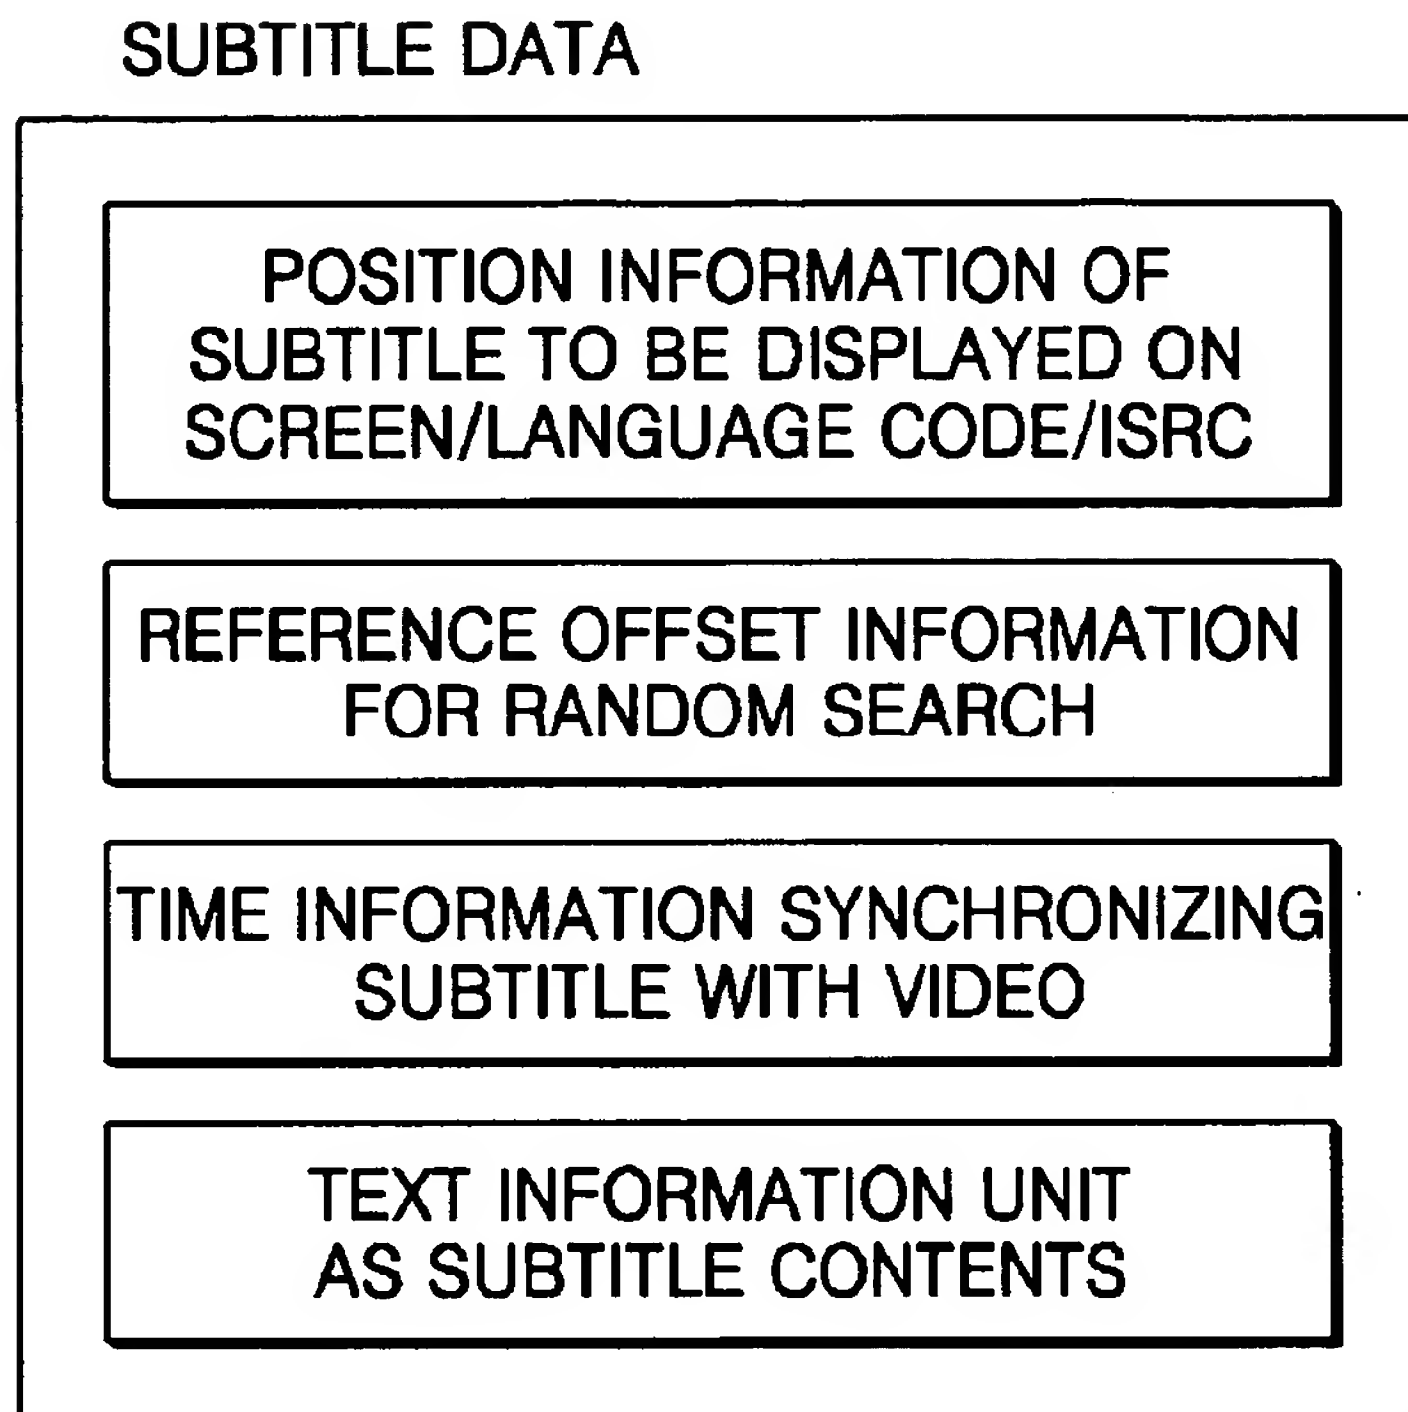 SUBTITLE DATA
POSITION INFORMATION OF
SUBTITLE TO BE DISPLAYED ON
SCREEN/LANGUAGE CODE/ISRC
REFERENCE OFFSET INFORMATION
FOR RANDOM SEARCH
TIME INFORMATION SYNCHRONIZING
SUBTITLE WITH VIDEO
TEXT INFORMATION UNIT
AS SUBTITLE CONTENTS